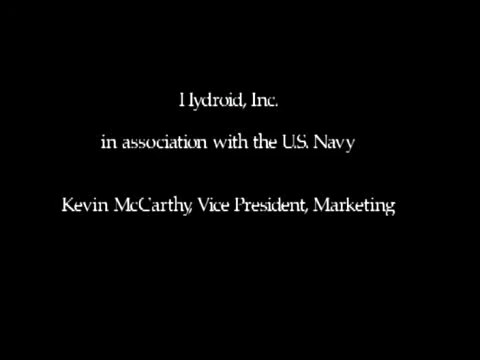 Hydroid, Inc.
in association with the U.S. Navy
Kevin McCarthy, Vice President, Marketing